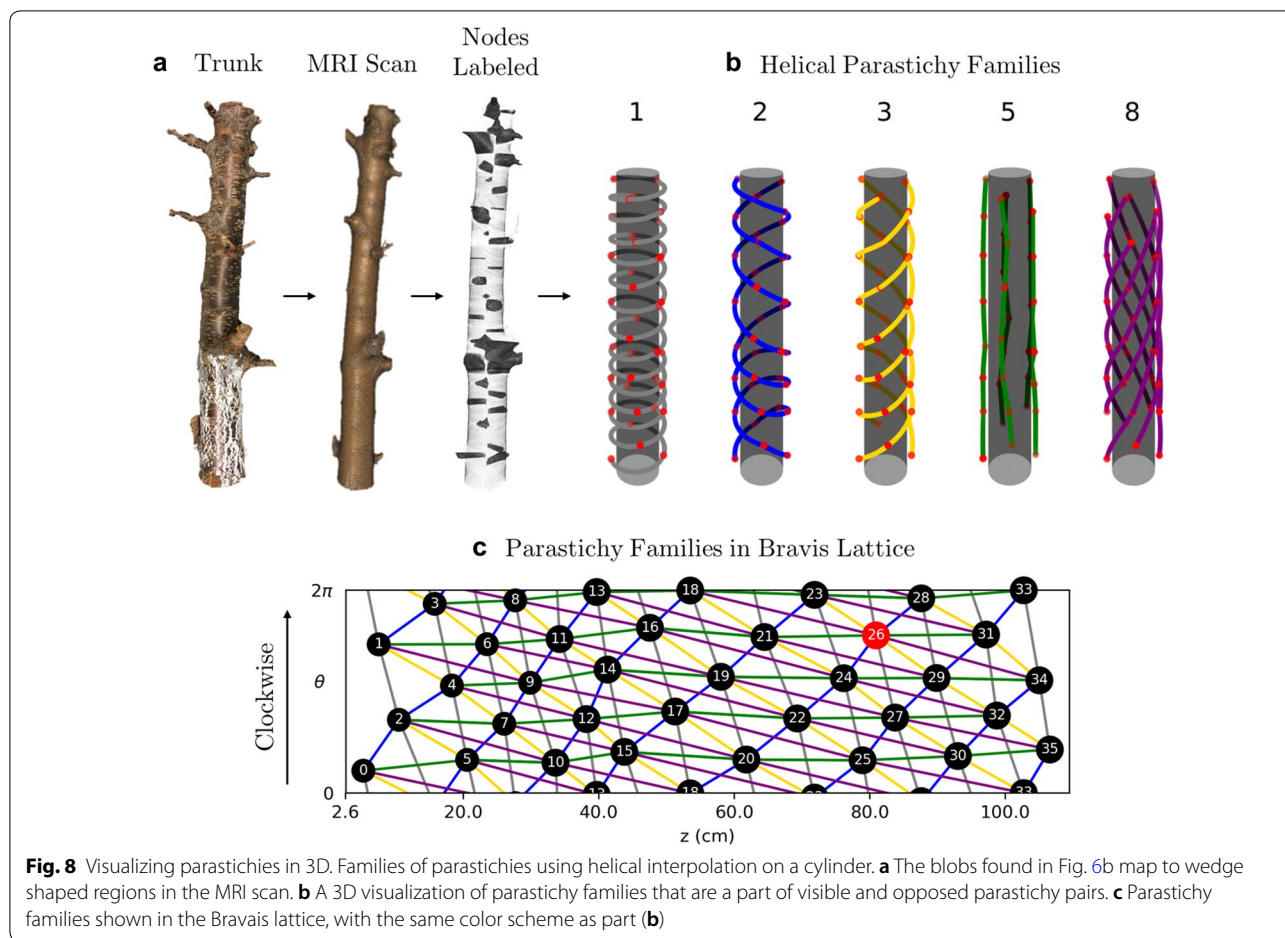 a Trunk
MRI Scan
Nodes
Labeled
b Helical Parastichy Families
1 2 3 5 8
c Parastichy Families in Bravis Lattice
Clockwise
θ
2π
0
3 8 13 18 23 28 33
1 6 11 16 21 26 31
4 9 14 19 24 29 34
2 7 12 17 22 27 32
0 5 10 15 20 25 30 35
13 18 23 33
2.6 20.0 40.0 60.0 80.0 100.0
z (cm)
Fig. 8 Visualizing parastichies in 3D. Families of parastichies using helical interpolation on a cylinder. a The blobs found in Fig. 6b map to wedge
shaped regions in the MRI scan. b A 3D visualization of parastichy families that are a part of visible and opposed parastichy pairs. c Parastichy
families shown in the Bravais lattice, with the same color scheme as part (b)